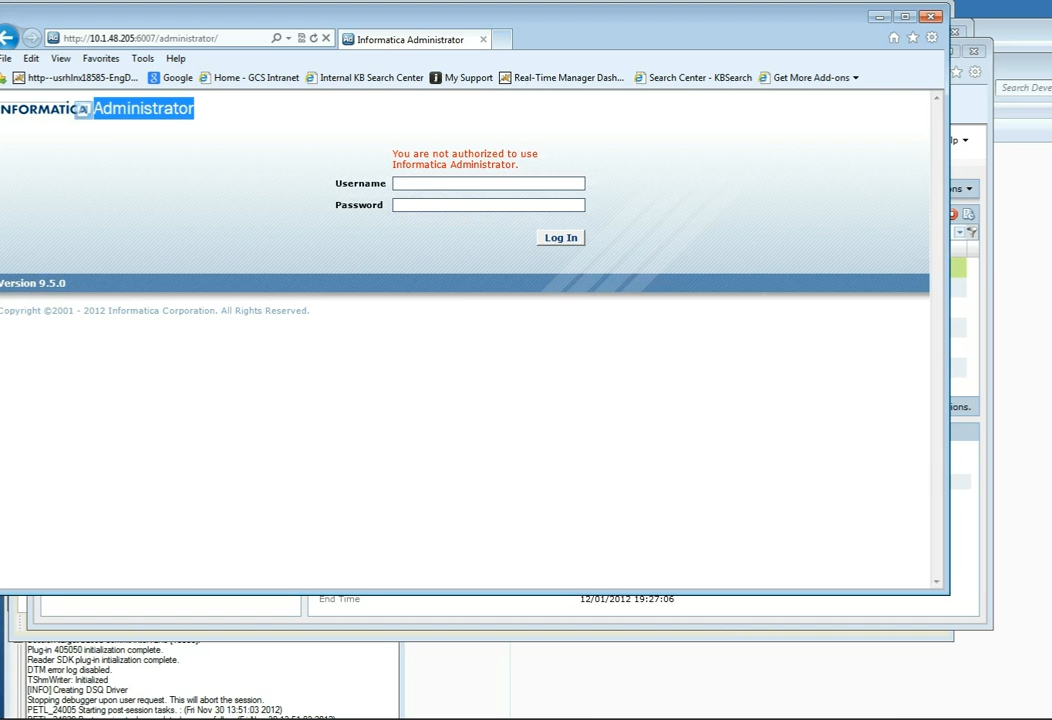 http://10.1.48.205:6007/administrator/
Informatica Administrator
File Edit View Favorites Tools Help
http--usrhlnx18585-EngD...
Google
Home - GCS Intranet
Internal KB Search Center
My Support
Real-Time Manager Dash...
Search Center - KBSearch
Get More Add-ons
Search Deve
INFORMATICA Administrator
You are not authorized to use
Informatica Administrator.
Username
Password
Log In
Version 9.5.0
Copyright ©2001 - 2012 Informatica Corporation. All Rights Reserved.
lp
ns
ions.
End Time 12/01/2012 19:27:06
Plug-in 405050 initialization complete.
Reader SDK plug-in intialization complete.
DTM error log disabled.
TShmWriter: Initialized
[INFO] Creating DSQ Driver
Stopping debugger upon user request. This will abort the session.
PETL_24005 Starting post-session tasks. : (Fri Nov 30 13:51:03 2012)